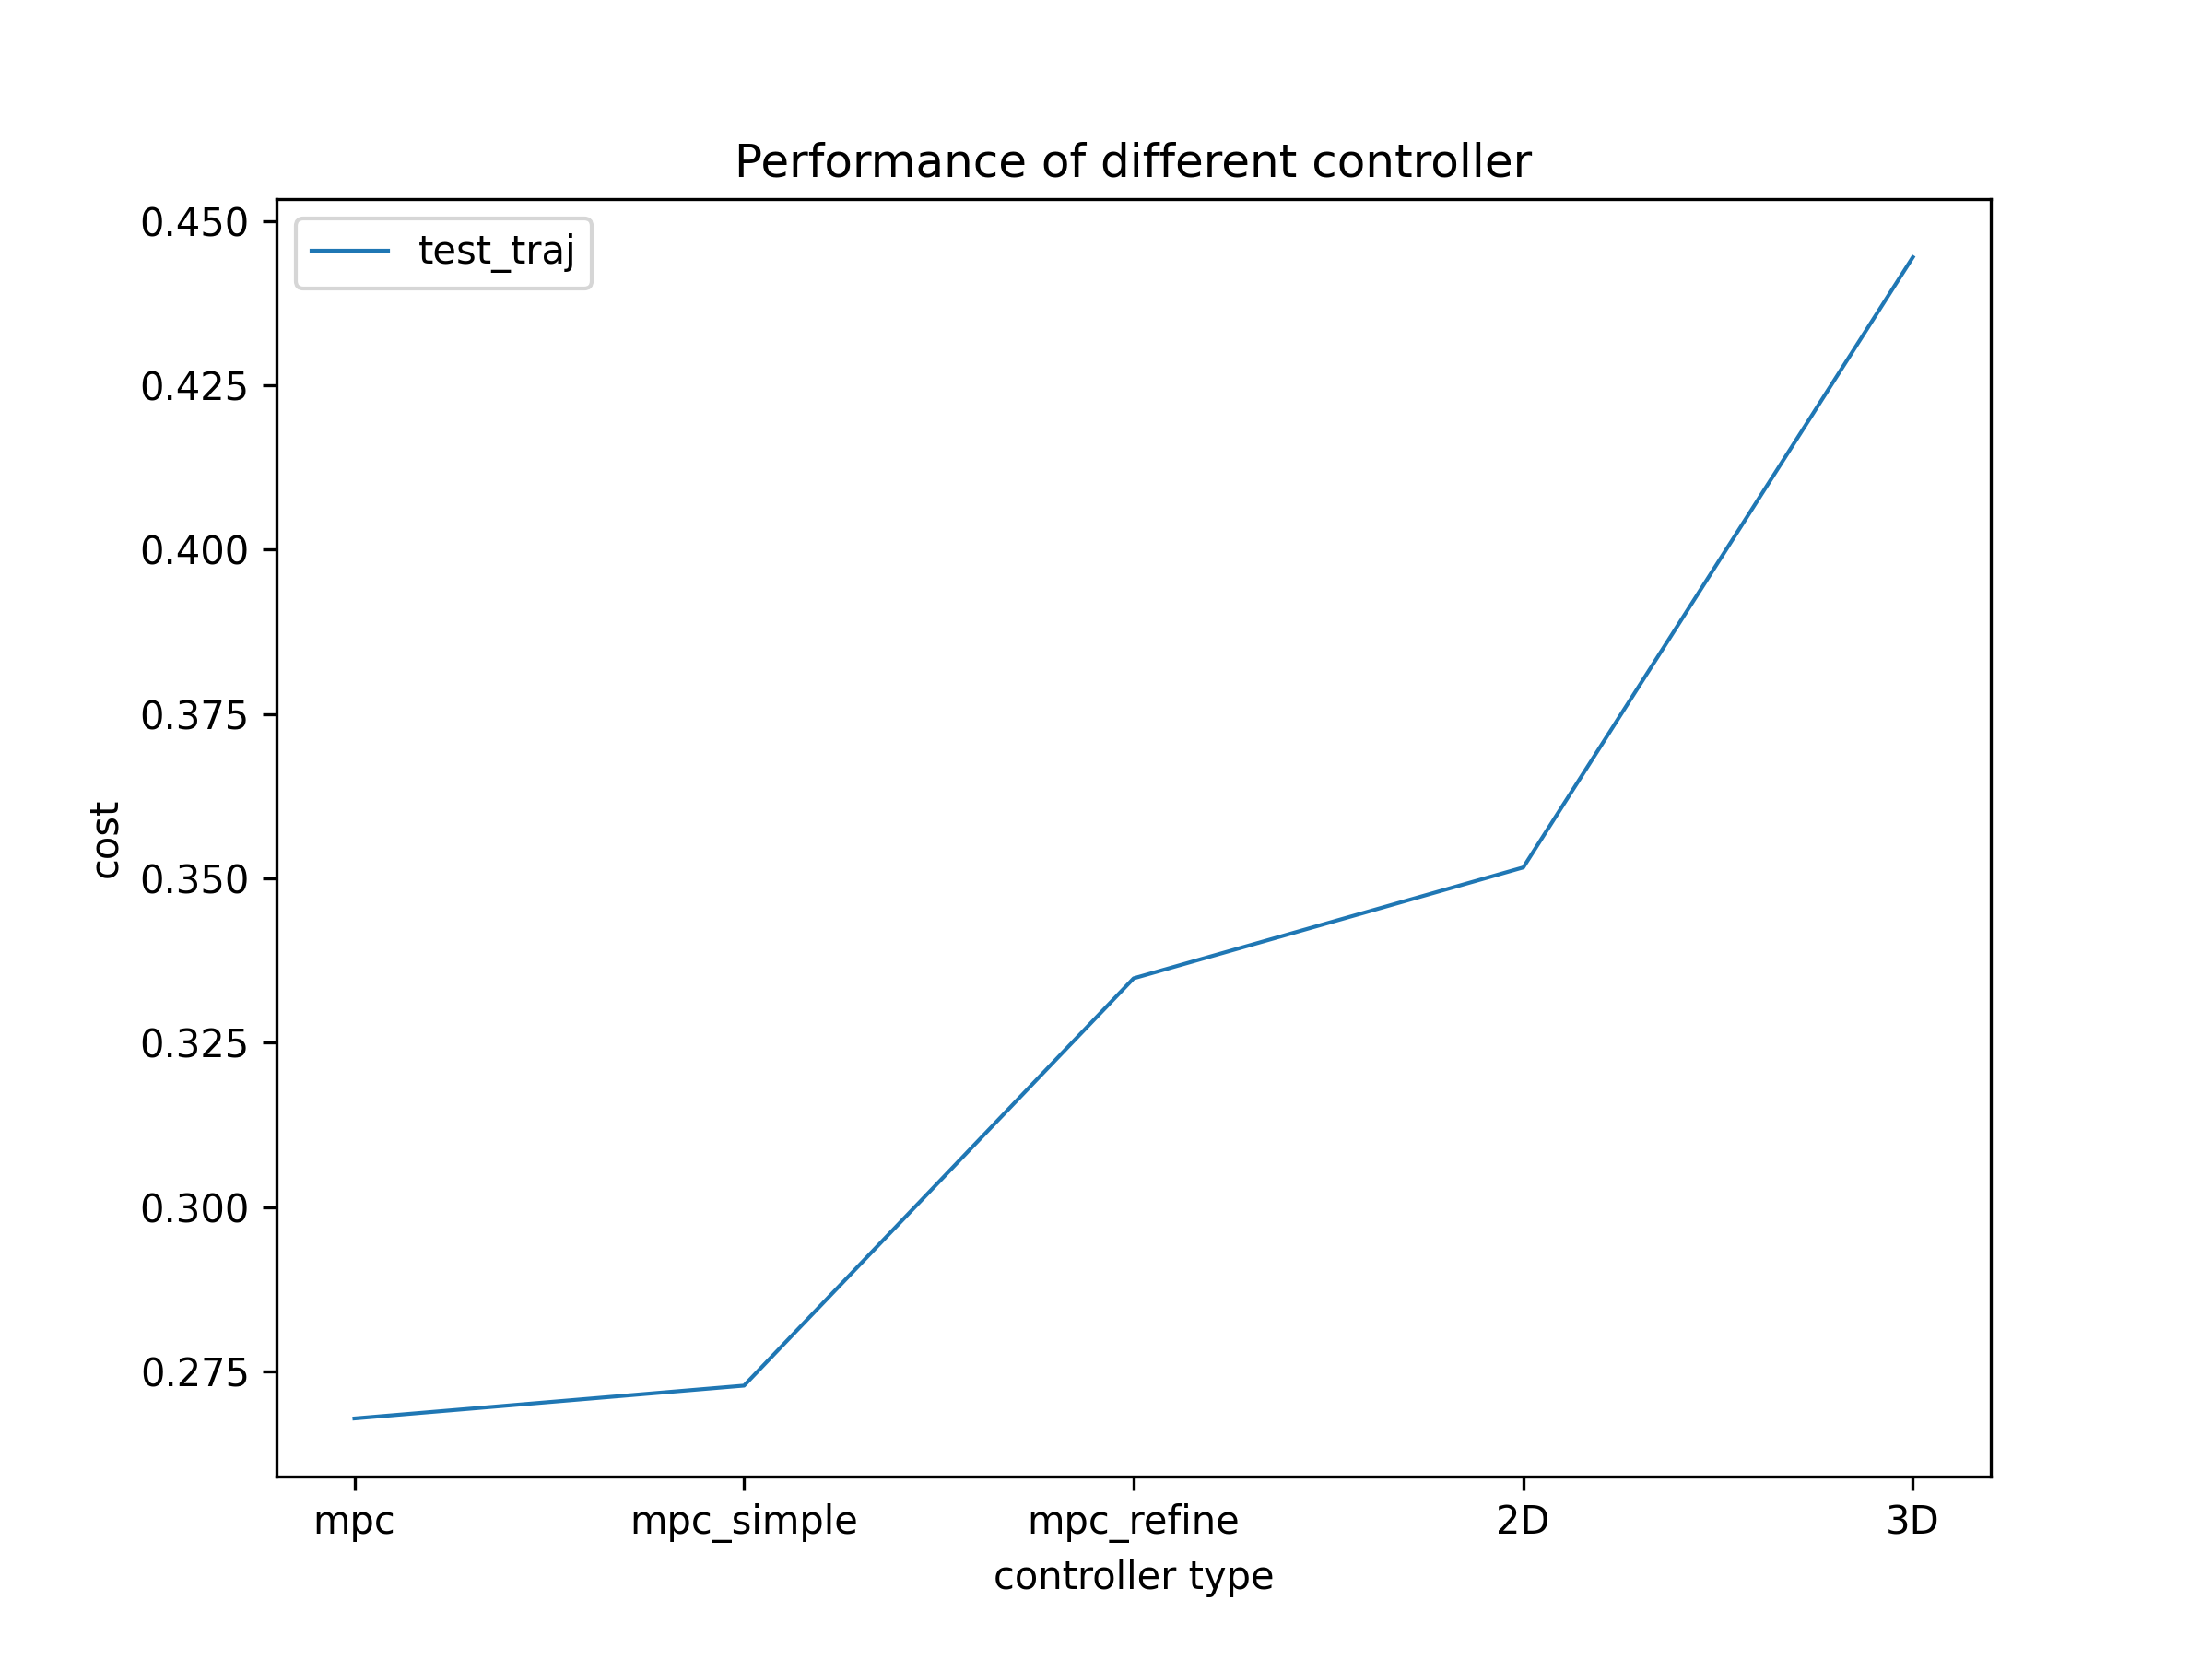 Performance of different controller
test_traj
0.450
0.425
0.400
0.375
0.350
0.325
0.300
0.275
cost
mpc
mpc_simple
mpc_refine
2D
3D
controller type